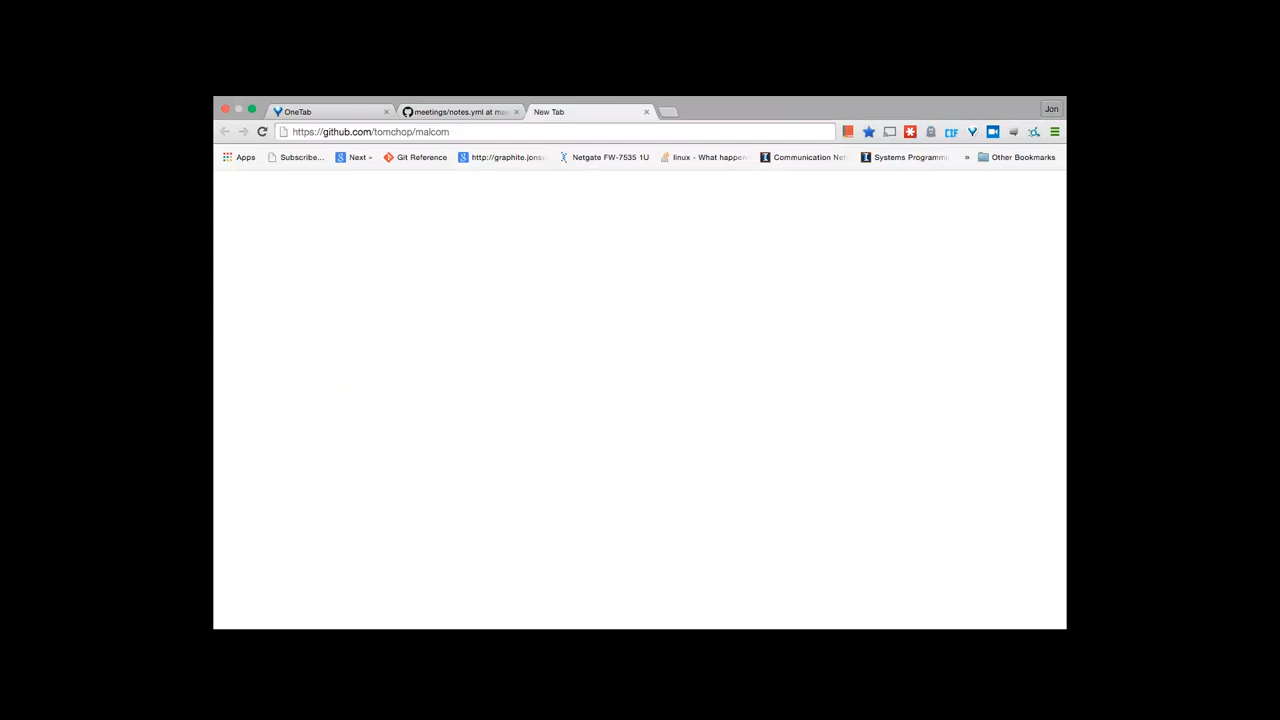 OneTab
meetings/notes.yml at
New Tab
Jon
https://github.com/tomchop/malcom
Apps
Subscribe...
Next »
Git Reference
http://graphite.jons
Netgate FW-7535 1U
linux - What happen
Communication Net
Systems Programmi
»
Other Bookmarks
CIF